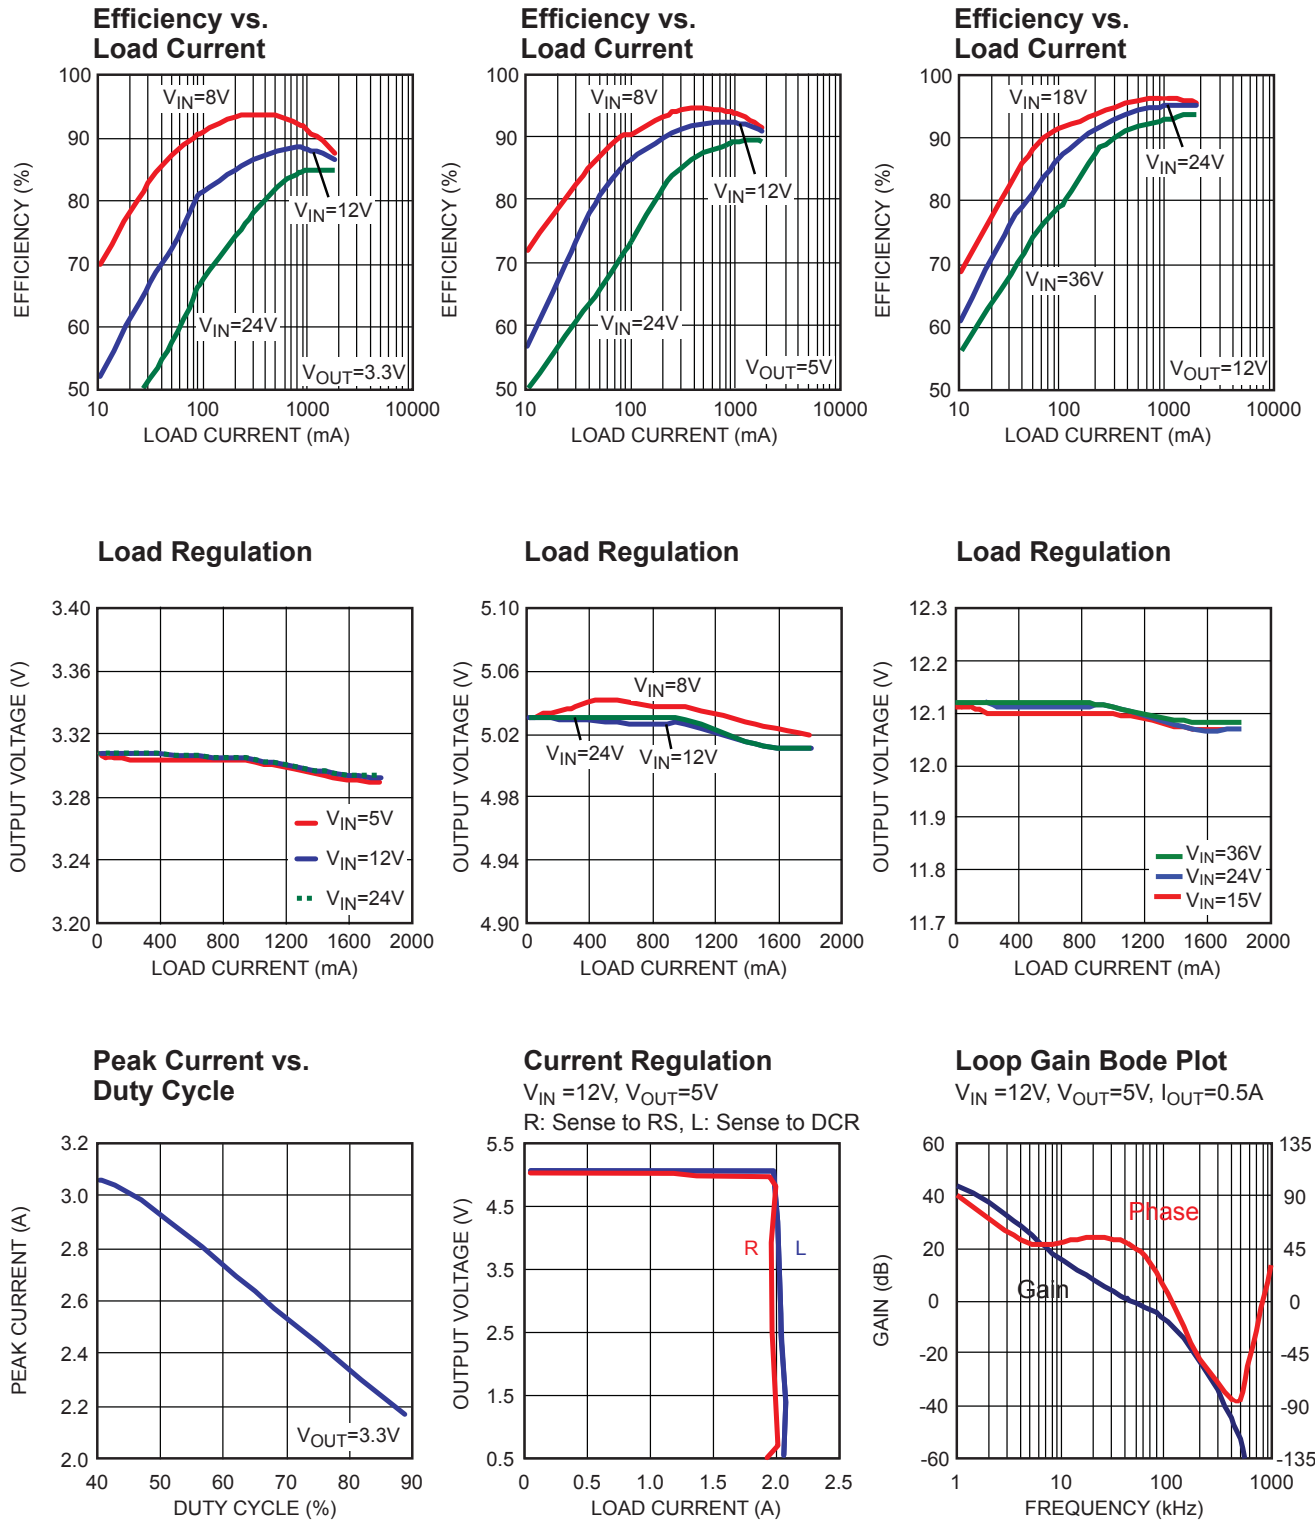 Efficiency vs.
Load Current
100
90
80
70
60
50
EFFICIENCY (%)
VIN=8V
VIN=12V
VIN=24V
VOUT=3.3V
10 100 1000 10000
LOAD CURRENT (mA)
Efficiency vs.
Load Current
100
90
80
70
60
50
EFFICIENCY (%)
VIN=8V
VIN=12V
VIN=24V
VOUT=5V
10 100 1000 10000
LOAD CURRENT (mA)
Efficiency vs.
Load Current
100
90
80
70
60
50
EFFICIENCY (%)
VIN=18V
VIN=24V
VIN=36V
VOUT=12V
10 100 1000 10000
LOAD CURRENT (mA)
Load Regulation
3.40
3.36
3.32
3.28
3.24
3.20
OUTPUT VOLTAGE (V)
VIN=5V
VIN=12V
VIN=24V
0 400 800 1200 1600 2000
LOAD CURRENT (mA)
Load Regulation
5.10
5.06
5.02
4.98
4.94
4.90
OUTPUT VOLTAGE (V)
VIN=8V
VIN=24V VIN=12V
0 400 800 1200 1600 2000
LOAD CURRENT (mA)
Load Regulation
12.3
12.2
12.1
12.0
11.9
11.8
11.7
OUTPUT VOLTAGE (V)
VIN=36V
VIN=24V
VIN=15V
0 400 800 1200 1600 2000
LOAD CURRENT (mA)
Peak Current vs.
Duty Cycle
3.2
3.0
2.8
2.6
2.4
2.2
2.0
PEAK CURRENT (A)
VOUT=3.3V
40 50 60 70 80 90
DUTY CYCLE (%)
Current Regulation
VIN =12V, VOUT=5V
R: Sense to RS, L: Sense to DCR
5.5
4.5
3.5
2.5
1.5
0.5
OUTPUT VOLTAGE (V)
R L
0 0.5 1.0 1.5 2.0 2.5
LOAD CURRENT (A)
Loop Gain Bode Plot
VIN =12V, VOUT=5V, IOUT=0.5A
60 135
40 90
20 45
0 0
-20 -45
-40 -90
-60 -135
GAIN (dB)
Phase
Gain
1 10 100 1000
FREQUENCY (kHz)